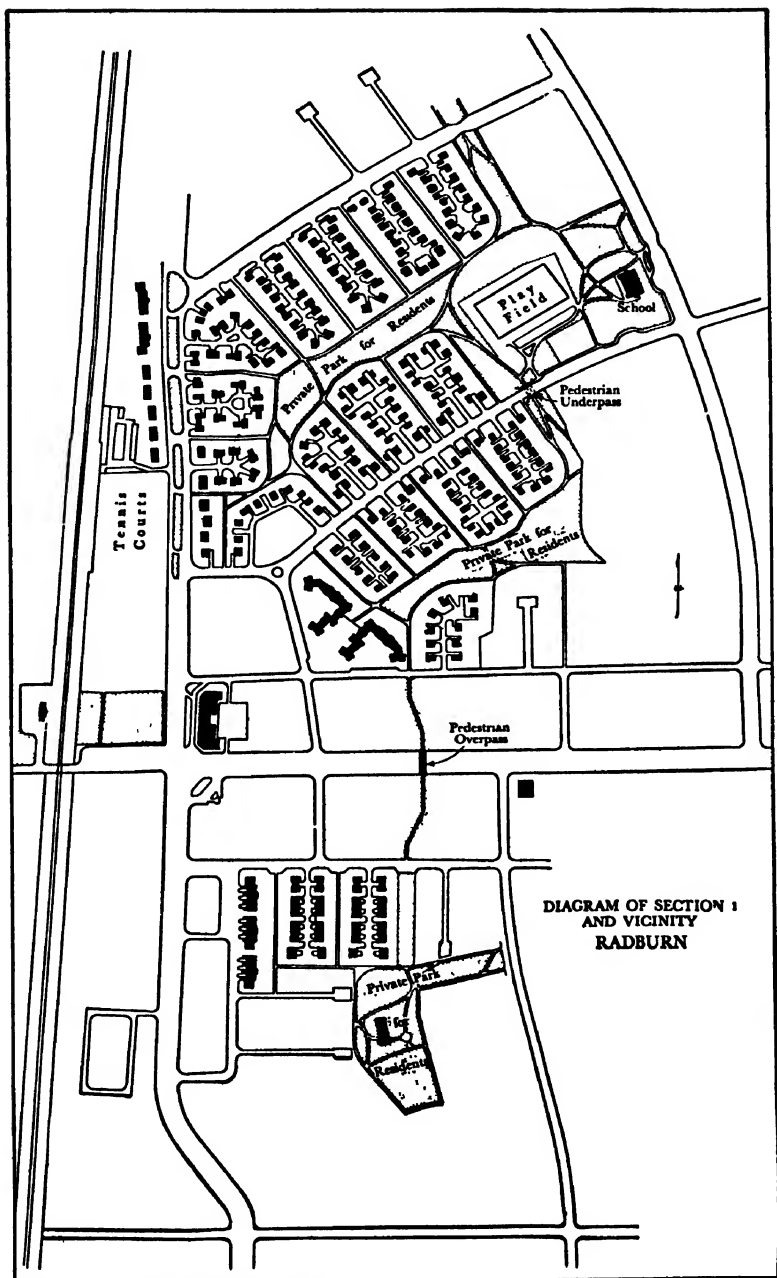 Private Park for Residents
Play
Field
School
Pedestrian
Underpass
Tennis
Courts
Private Park for
Residents
Pedestrian
Overpass
DIAGRAM OF SECTION 1
AND VICINITY
RADBURN
Private Park
for
Residents